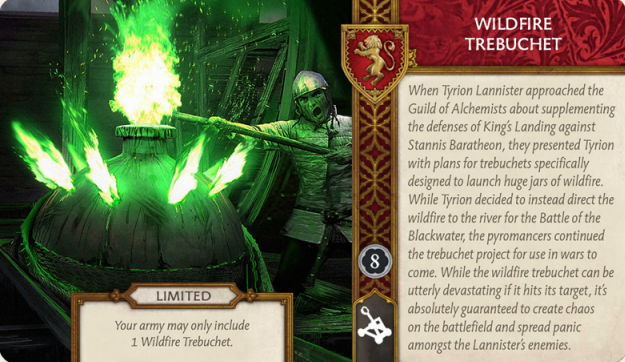 WILDFIRE
TREBUCHET
When Tyrion Lannister approached the
Guild of Alchemists about supplementing
the defenses of King's Landing against
Stannis Baratheon, they presented Tyrion
with plans for trebuchets specifically
designed to launch huge jars of wildfire.
While Tyrion decided to instead direct the
wildfire to the river for the Battle of the
Blackwater, the pyromancers continued
the trebuchet project for use in wars to
come. While the wildfire trebuchet can be
utterly devastating if it hits its target, it's
absolutely guaranteed to create chaos
on the battlefield and spread panic
amongst the Lannister's enemies.
8
LIMITED
Your army may only include
1 Wildfire Trebuchet.